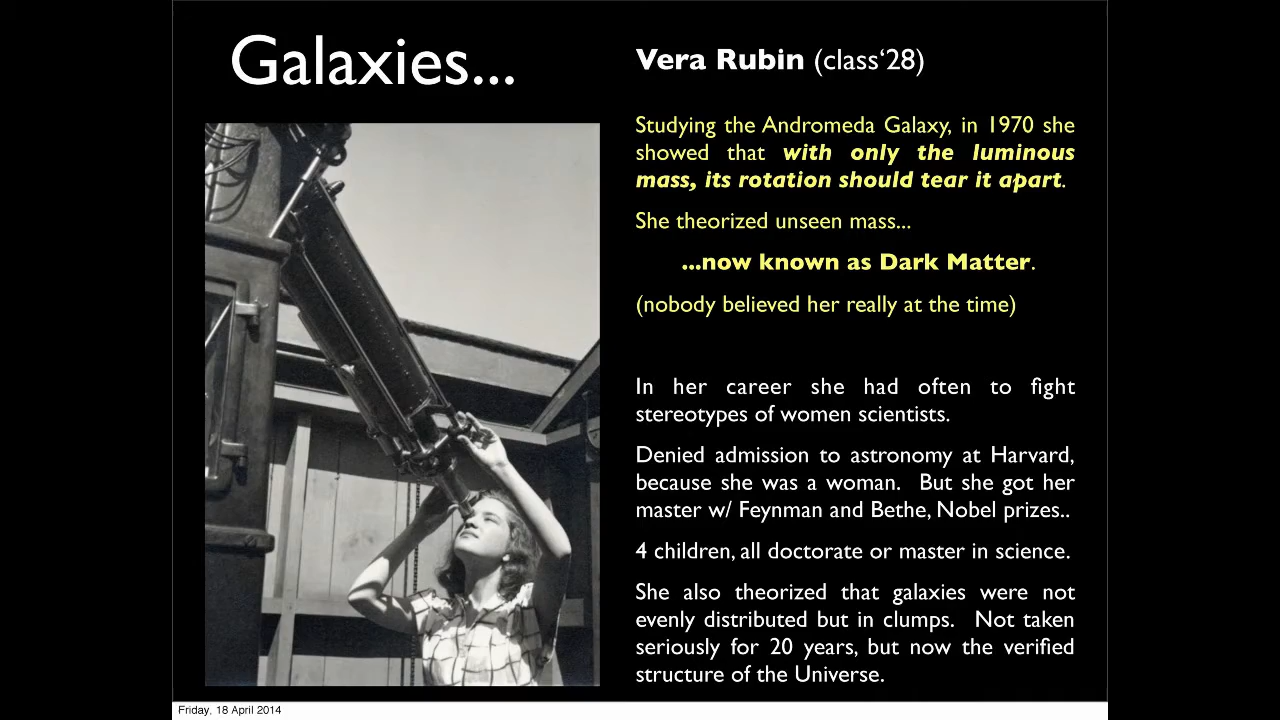 Galaxies...
Vera Rubin (class‘28)
Studying the Andromeda Galaxy, in 1970 she
showed that with only the luminous
mass, its rotation should tear it apart.
She theorized unseen mass...
...now known as Dark Matter.
(nobody believed her really at the time)
In her career she had often to fight
stereotypes of women scientists.
Denied admission to astronomy at Harvard,
because she was a woman. But she got her
master w/ Feynman and Bethe, Nobel prizes..
4 children, all doctorate or master in science.
She also theorized that galaxies were not
evenly distributed but in clumps. Not taken
seriously for 20 years, but now the verified
structure of the Universe.
Friday, 18 April 2014